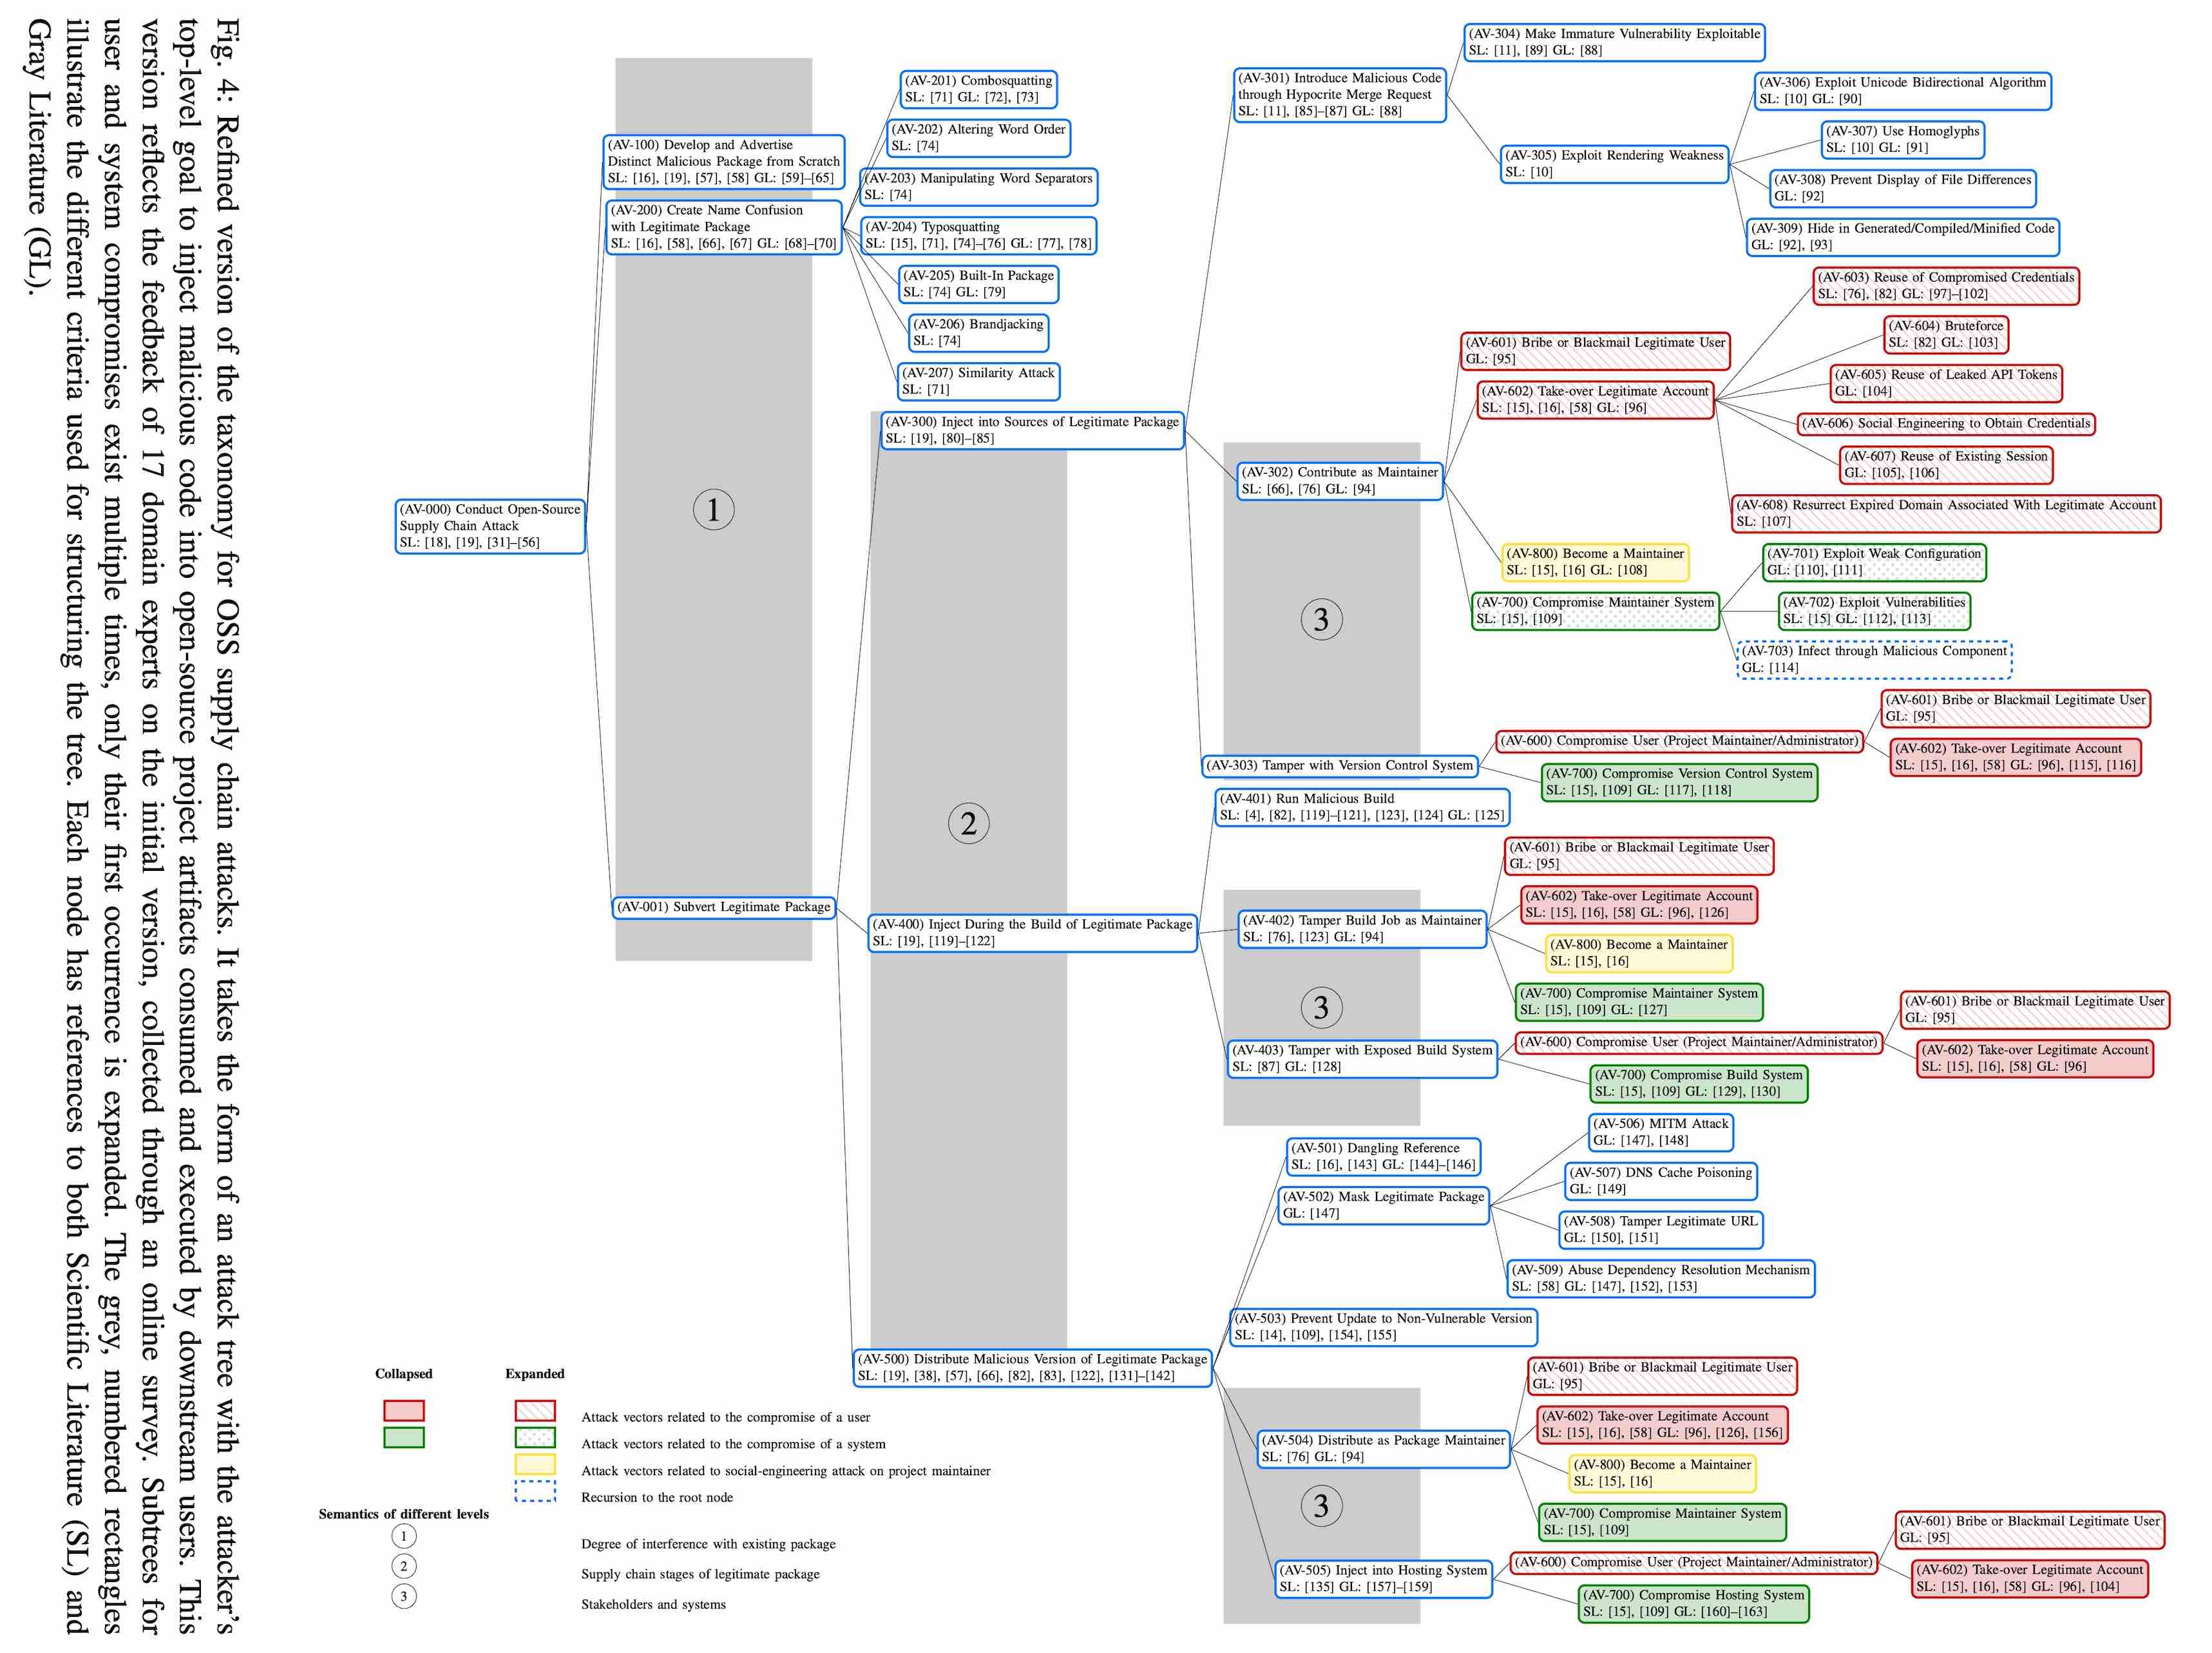 Fig. 4: Refined version of the taxonomy for OSS supply chain attacks. It takes the form of an attack tree with the attacker's
top-level goal to inject malicious code into open-source project artifacts consumed and executed by downstream users. This
version reflects the feedback of 17 domain experts on the initial version, collected through an online survey. Subtrees for
user and system compromises exist multiple times, only their first occurrence is expanded. The grey, numbered rectangles
illustrate the different criteria used for structuring the tree. Each node has references to both Scientific Literature (SL) and
Gray Literature (GL).
(AV-000) Conduct Open-Source
Supply Chain Attack
SL: [18], [19], [31]–[56]
1
(AV-100) Develop and Advertise
Distinct Malicious Package from Scratch
SL: [16], [19], [57], [58] GL: [59]–[65]
(AV-200) Create Name Confusion
with Legitimate Package
SL: [16], [58], [66], [67] GL: [68]–[70]
(AV-201) Combosquatting
SL: [71] GL: [72], [73]
(AV-202) Altering Word Order
SL: [74]
(AV-203) Manipulating Word Separators
SL: [74]
(AV-204) Typosquatting
SL: [15], [71], [74]–[76] GL: [77], [78]
(AV-205) Built-In Package
SL: [74] GL: [79]
(AV-206) Brandjacking
SL: [74]
(AV-207) Similarity Attack
SL: [71]
(AV-001) Subvert Legitimate Package
2
(AV-300) Inject into Sources of Legitimate Package
SL: [19], [80]–[85]
(AV-301) Introduce Malicious Code
through Hypocrite Merge Request
SL: [11], [85]–[87] GL: [88]
(AV-304) Make Immature Vulnerability Exploitable
SL: [11], [89] GL: [88]
(AV-305) Exploit Rendering Weakness
SL: [10]
(AV-306) Exploit Unicode Bidirectional Algorithm
SL: [10] GL: [90]
(AV-307) Use Homoglyphs
SL: [10] GL: [91]
(AV-308) Prevent Display of File Differences
GL: [92]
(AV-309) Hide in Generated/Compiled/Minified Code
GL: [92], [93]
3
(AV-302) Contribute as Maintainer
SL: [66], [76] GL: [94]
(AV-601) Bribe or Blackmail Legitimate User
GL: [95]
(AV-602) Take-over Legitimate Account
SL: [15], [16], [58] GL: [96]
(AV-603) Reuse of Compromised Credentials
SL: [76], [82] GL: [97]–[102]
(AV-604) Bruteforce
SL: [82] GL: [103]
(AV-605) Reuse of Leaked API Tokens
GL: [104]
(AV-606) Social Engineering to Obtain Credentials
(AV-607) Reuse of Existing Session
GL: [105], [106]
(AV-608) Resurrect Expired Domain Associated With Legitimate Account
SL: [107]
(AV-800) Become a Maintainer
SL: [15], [16] GL: [108]
(AV-700) Compromise Maintainer System
SL: [15], [109]
(AV-701) Exploit Weak Configuration
GL: [110], [111]
(AV-702) Exploit Vulnerabilities
SL: [15] GL: [112], [113]
(AV-703) Infect through Malicious Component
GL: [114]
(AV-303) Tamper with Version Control System
(AV-600) Compromise User (Project Maintainer/Administrator)
(AV-601) Bribe or Blackmail Legitimate User
GL: [95]
(AV-602) Take-over Legitimate Account
SL: [15], [16], [58] GL: [96], [115], [116]
(AV-700) Compromise Version Control System
SL: [15], [109] GL: [117], [118]
(AV-400) Inject During the Build of Legitimate Package
SL: [19], [119]–[122]
(AV-401) Run Malicious Build
SL: [4], [82], [119]–[121], [123], [124] GL: [125]
3
(AV-402) Tamper Build Job as Maintainer
SL: [76], [123] GL: [94]
(AV-601) Bribe or Blackmail Legitimate User
GL: [95]
(AV-602) Take-over Legitimate Account
SL: [15], [16], [58] GL: [96], [126]
(AV-800) Become a Maintainer
SL: [15], [16]
(AV-700) Compromise Maintainer System
SL: [15], [109] GL: [127]
(AV-403) Tamper with Exposed Build System
SL: [87] GL: [128]
(AV-600) Compromise User (Project Maintainer/Administrator)
(AV-601) Bribe or Blackmail Legitimate User
GL: [95]
(AV-602) Take-over Legitimate Account
SL: [15], [16], [58] GL: [96]
(AV-700) Compromise Build System
SL: [15], [109] GL: [129], [130]
(AV-500) Distribute Malicious Version of Legitimate Package
SL: [19], [38], [57], [66], [82], [83], [122], [131]–[142]
(AV-501) Dangling Reference
SL: [16], [143] GL: [144]–[146]
(AV-502) Mask Legitimate Package
GL: [147]
(AV-506) MITM Attack
GL: [147], [148]
(AV-507) DNS Cache Poisoning
GL: [149]
(AV-508) Tamper Legitimate URL
GL: [150], [151]
(AV-509) Abuse Dependency Resolution Mechanism
SL: [58] GL: [147], [152], [153]
(AV-503) Prevent Update to Non-Vulnerable Version
SL: [14], [109], [154], [155]
3
(AV-504) Distribute as Package Maintainer
SL: [76] GL: [94]
(AV-601) Bribe or Blackmail Legitimate User
GL: [95]
(AV-602) Take-over Legitimate Account
SL: [15], [16], [58] GL: [96], [126], [156]
(AV-800) Become a Maintainer
SL: [15], [16]
(AV-700) Compromise Maintainer System
SL: [15], [109]
(AV-505) Inject into Hosting System
SL: [135] GL: [157]–[159]
(AV-600) Compromise User (Project Maintainer/Administrator)
(AV-601) Bribe or Blackmail Legitimate User
GL: [95]
(AV-602) Take-over Legitimate Account
SL: [15], [16], [58] GL: [96], [104]
(AV-700) Compromise Hosting System
SL: [15], [109] GL: [160]–[163]
Collapsed Expanded
Attack vectors related to the compromise of a user
Attack vectors related to the compromise of a system
Attack vectors related to social-engineering attack on project maintainer
Recursion to the root node
Semantics of different levels
1 Degree of interference with existing package
2 Supply chain stages of legitimate package
3 Stakeholders and systems